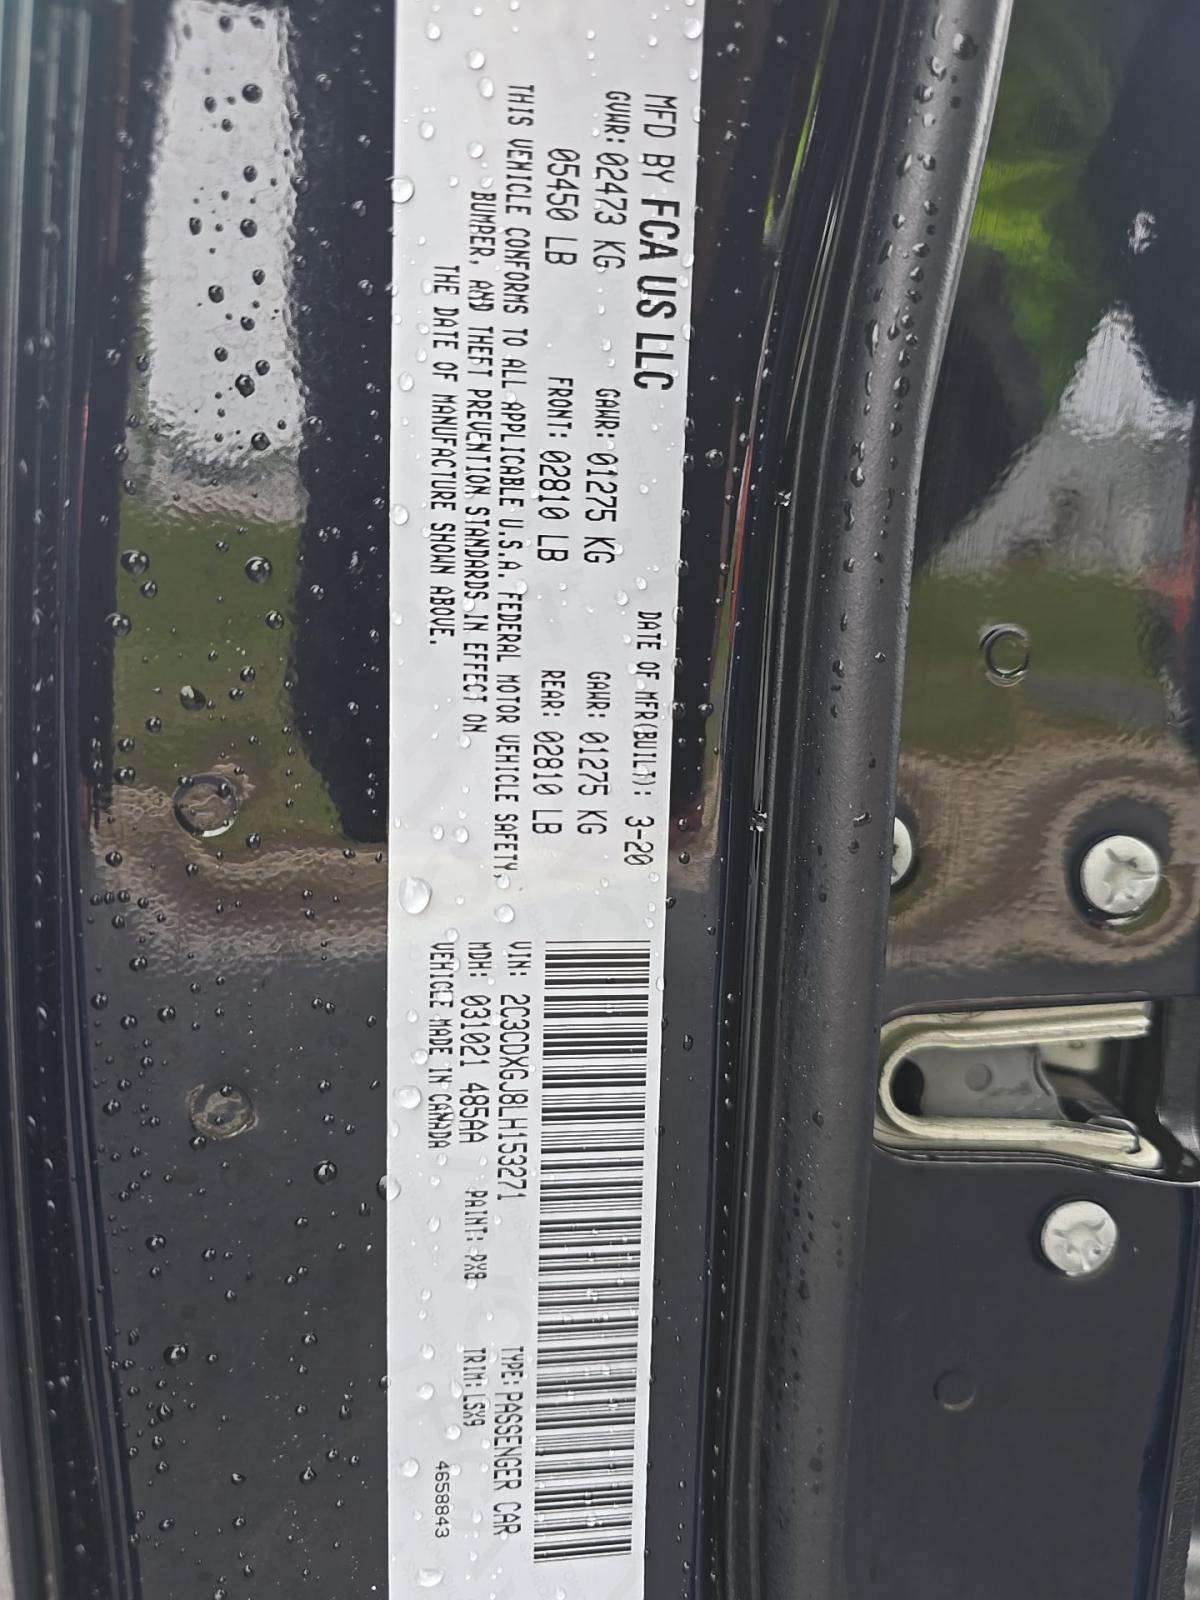 MFD BY FCA US LLC DATE OF MFR(BUILT): 3-20
GVWR: 02473 KG GAWR: 01275 KG GAWR: 01275 KG
05450 LB FRONT: 02810 LB REAR: 02810 LB
THIS VEHICLE CONFORMS TO ALL APPLICABLE U.S.A. FEDERAL MOTOR VEHICLE SAFETY,
BUMPER, AND THEFT PREVENTION STANDARDS IN EFFECT ON
THE DATE OF MANUFACTURE SHOWN ABOVE.
VIN: 2C3CDXGJ8LH153271 TYPE: PASSENGER CAR
MDH: 031021 485AA PAINT: PX8 TRIM: LSX9
VEHICLE MADE IN CANADA 4658843